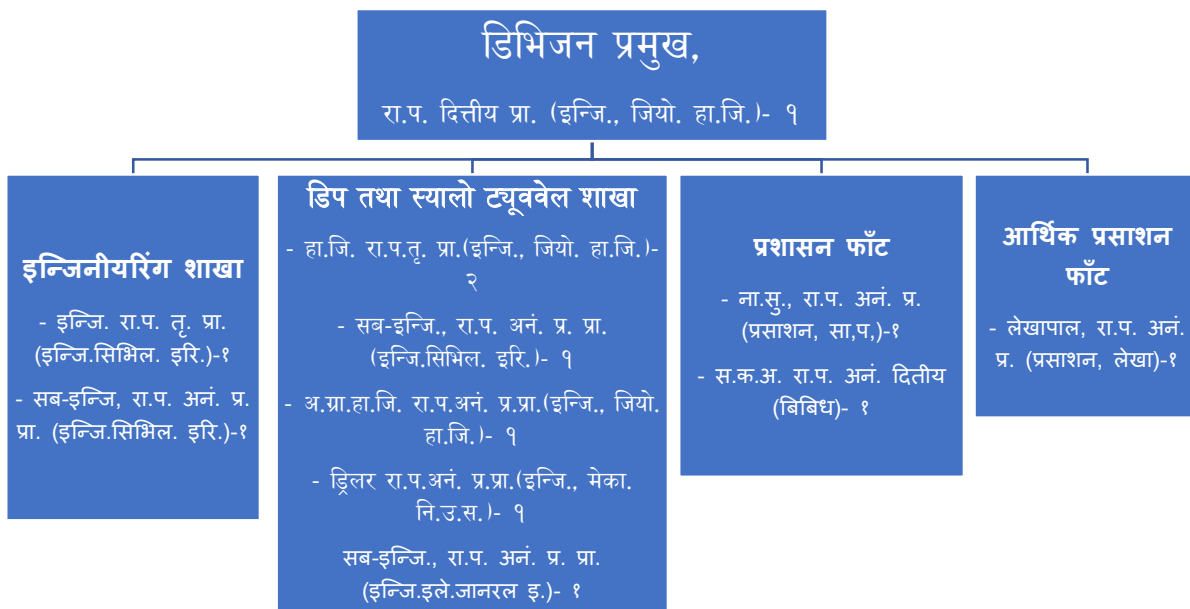 डिभिजन प्रमुख,
रा.प. दित्तीय प्रा. (इन्जि., जियो. हा.जि.)- १
इन्जिनीयरिंग शाखा
- इन्जि. रा.प. तृ. प्रा.
(इन्जि.सिभिल. इरि.)-१
- सब-इन्जि, रा.प. अनं. प्र.
प्रा. (इन्जि.सिभिल. इरि.)-१
डिप तथा स्यालो ट्यूववेल शाखा
- हा.जि. रा.प.तृ. प्रा.(इन्जि., जियो. हा.जि.)-
२
- सब-इन्जि., रा.प. अनं. प्र. प्रा.
(इन्जि.सिभिल. इरि.)- १
- अ.ग्रा.हा.जि. रा.प.अनं. प्र.प्रा.(इन्जि., जियो.
हा.जि.)- १
- ड्रिलर रा.प.अनं. प्र.प्रा.(इन्जि., मेका.
नि.उ.स.)- १
सब-इन्जि., रा.प. अनं. प्र. प्रा.
(इन्जि.इले.जानरल इ.)- १
प्रशासन फाँट
- ना.सु., रा.प. अनं. प्र.
(प्रसाशन, सा,प,)-१
- स.क.अ. रा.प. अनं. दितीय
(बिबिध)- १
आर्थिक प्रसाशन
फाँट
- लेखापाल, रा.प. अनं.
प्र. (प्रसाशन, लेखा)-१